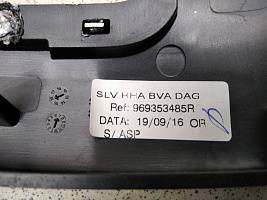 SLV HHA BVA DAG
Ref: 969353485R
DATA: 19/09/16 OR
S/ ASP